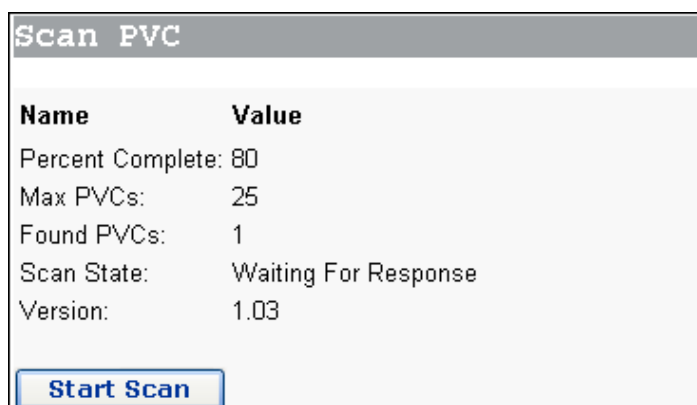 Scan PVC
Name Value
Percent Complete: 80
Max PVCs: 25
Found PVCs: 1
Scan State: Waiting For Response
Version: 1.03
Start Scan